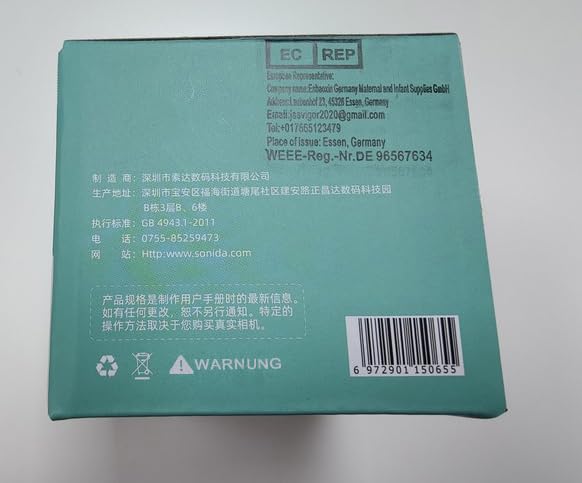 EC REP
European Representative:
Company name:Enbaoxin Germany Maternal and Infant Supplies GmbH
Address:Laubenhof 23, 45326 Essen, Germany
Email:jsavigor2020@gmail.com
Tel:+017665123479
Place of issue: Essen, Germany
WEEE-Reg.-Nr.DE 96567634
制 造 商：深圳市索达数码科技有限公司
生产地址：深圳市宝安区福海街道塘尾社区建安路正昌达数码科技园
B栋3层B、6楼
执行标准：GB 4943.1-2011
电 话：0755-85259473
网 站：Http:www.sonida.com
产品规格是制作用户手册时的最新信息。
如有任何更改，恕不另行通知。特定的
操作方法取决于您购买真实相机。
WARNUNG
6 972901 150655